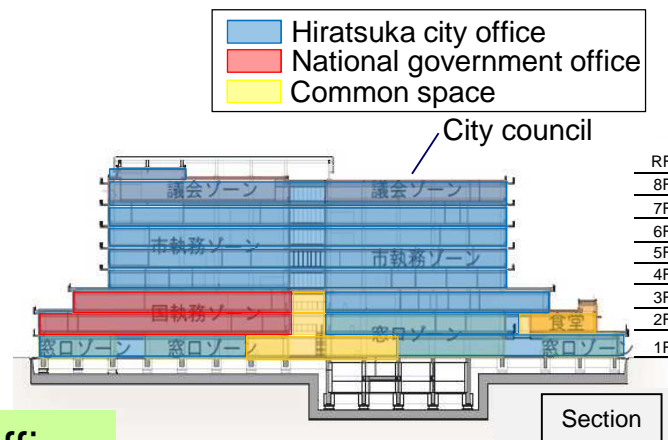 Hiratsuka city office
National government office
Common space
City council
議会ゾーン 議会ゾーン
市執務ゾーン 市執務ゾーン
国執務ゾーン
窓口ゾーン 食堂
窓口ゾーン 窓口ゾーン 窓口ゾーン
RF
8F
7F
6F
5F
4F
3F
2F
1F
Section